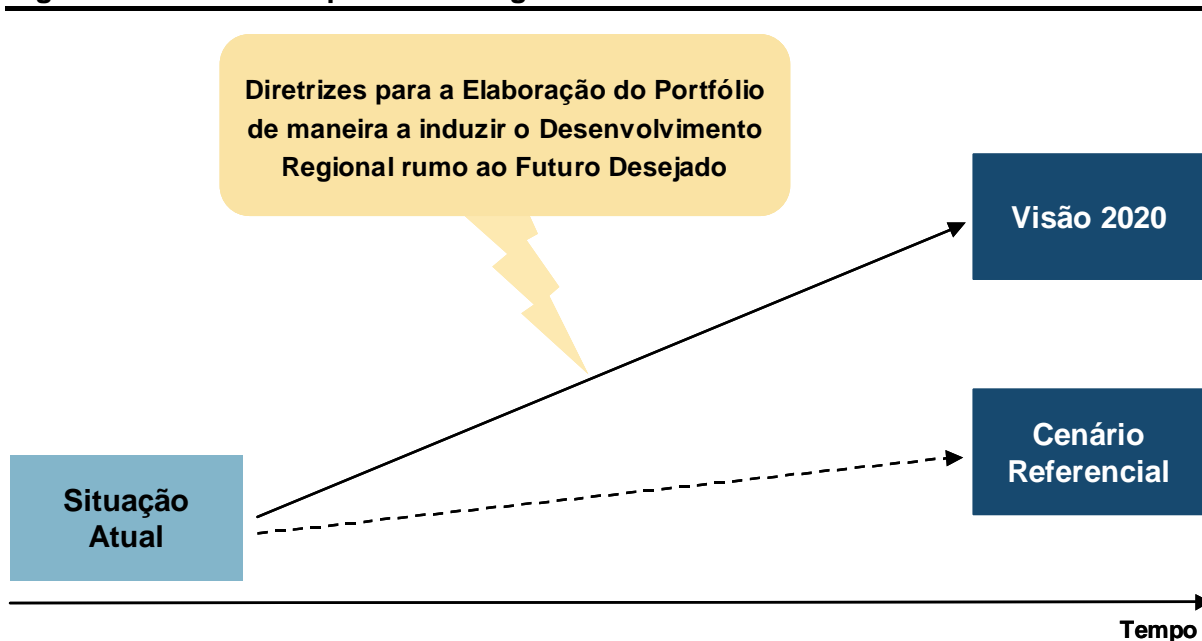 Diretrizes para a Elaboração do Portfólio
de maneira a induzir o Desenvolvimento
Regional rumo ao Futuro Desejado
Visão 2020
Cenário
Referencial
Situação
Atual
Tempo